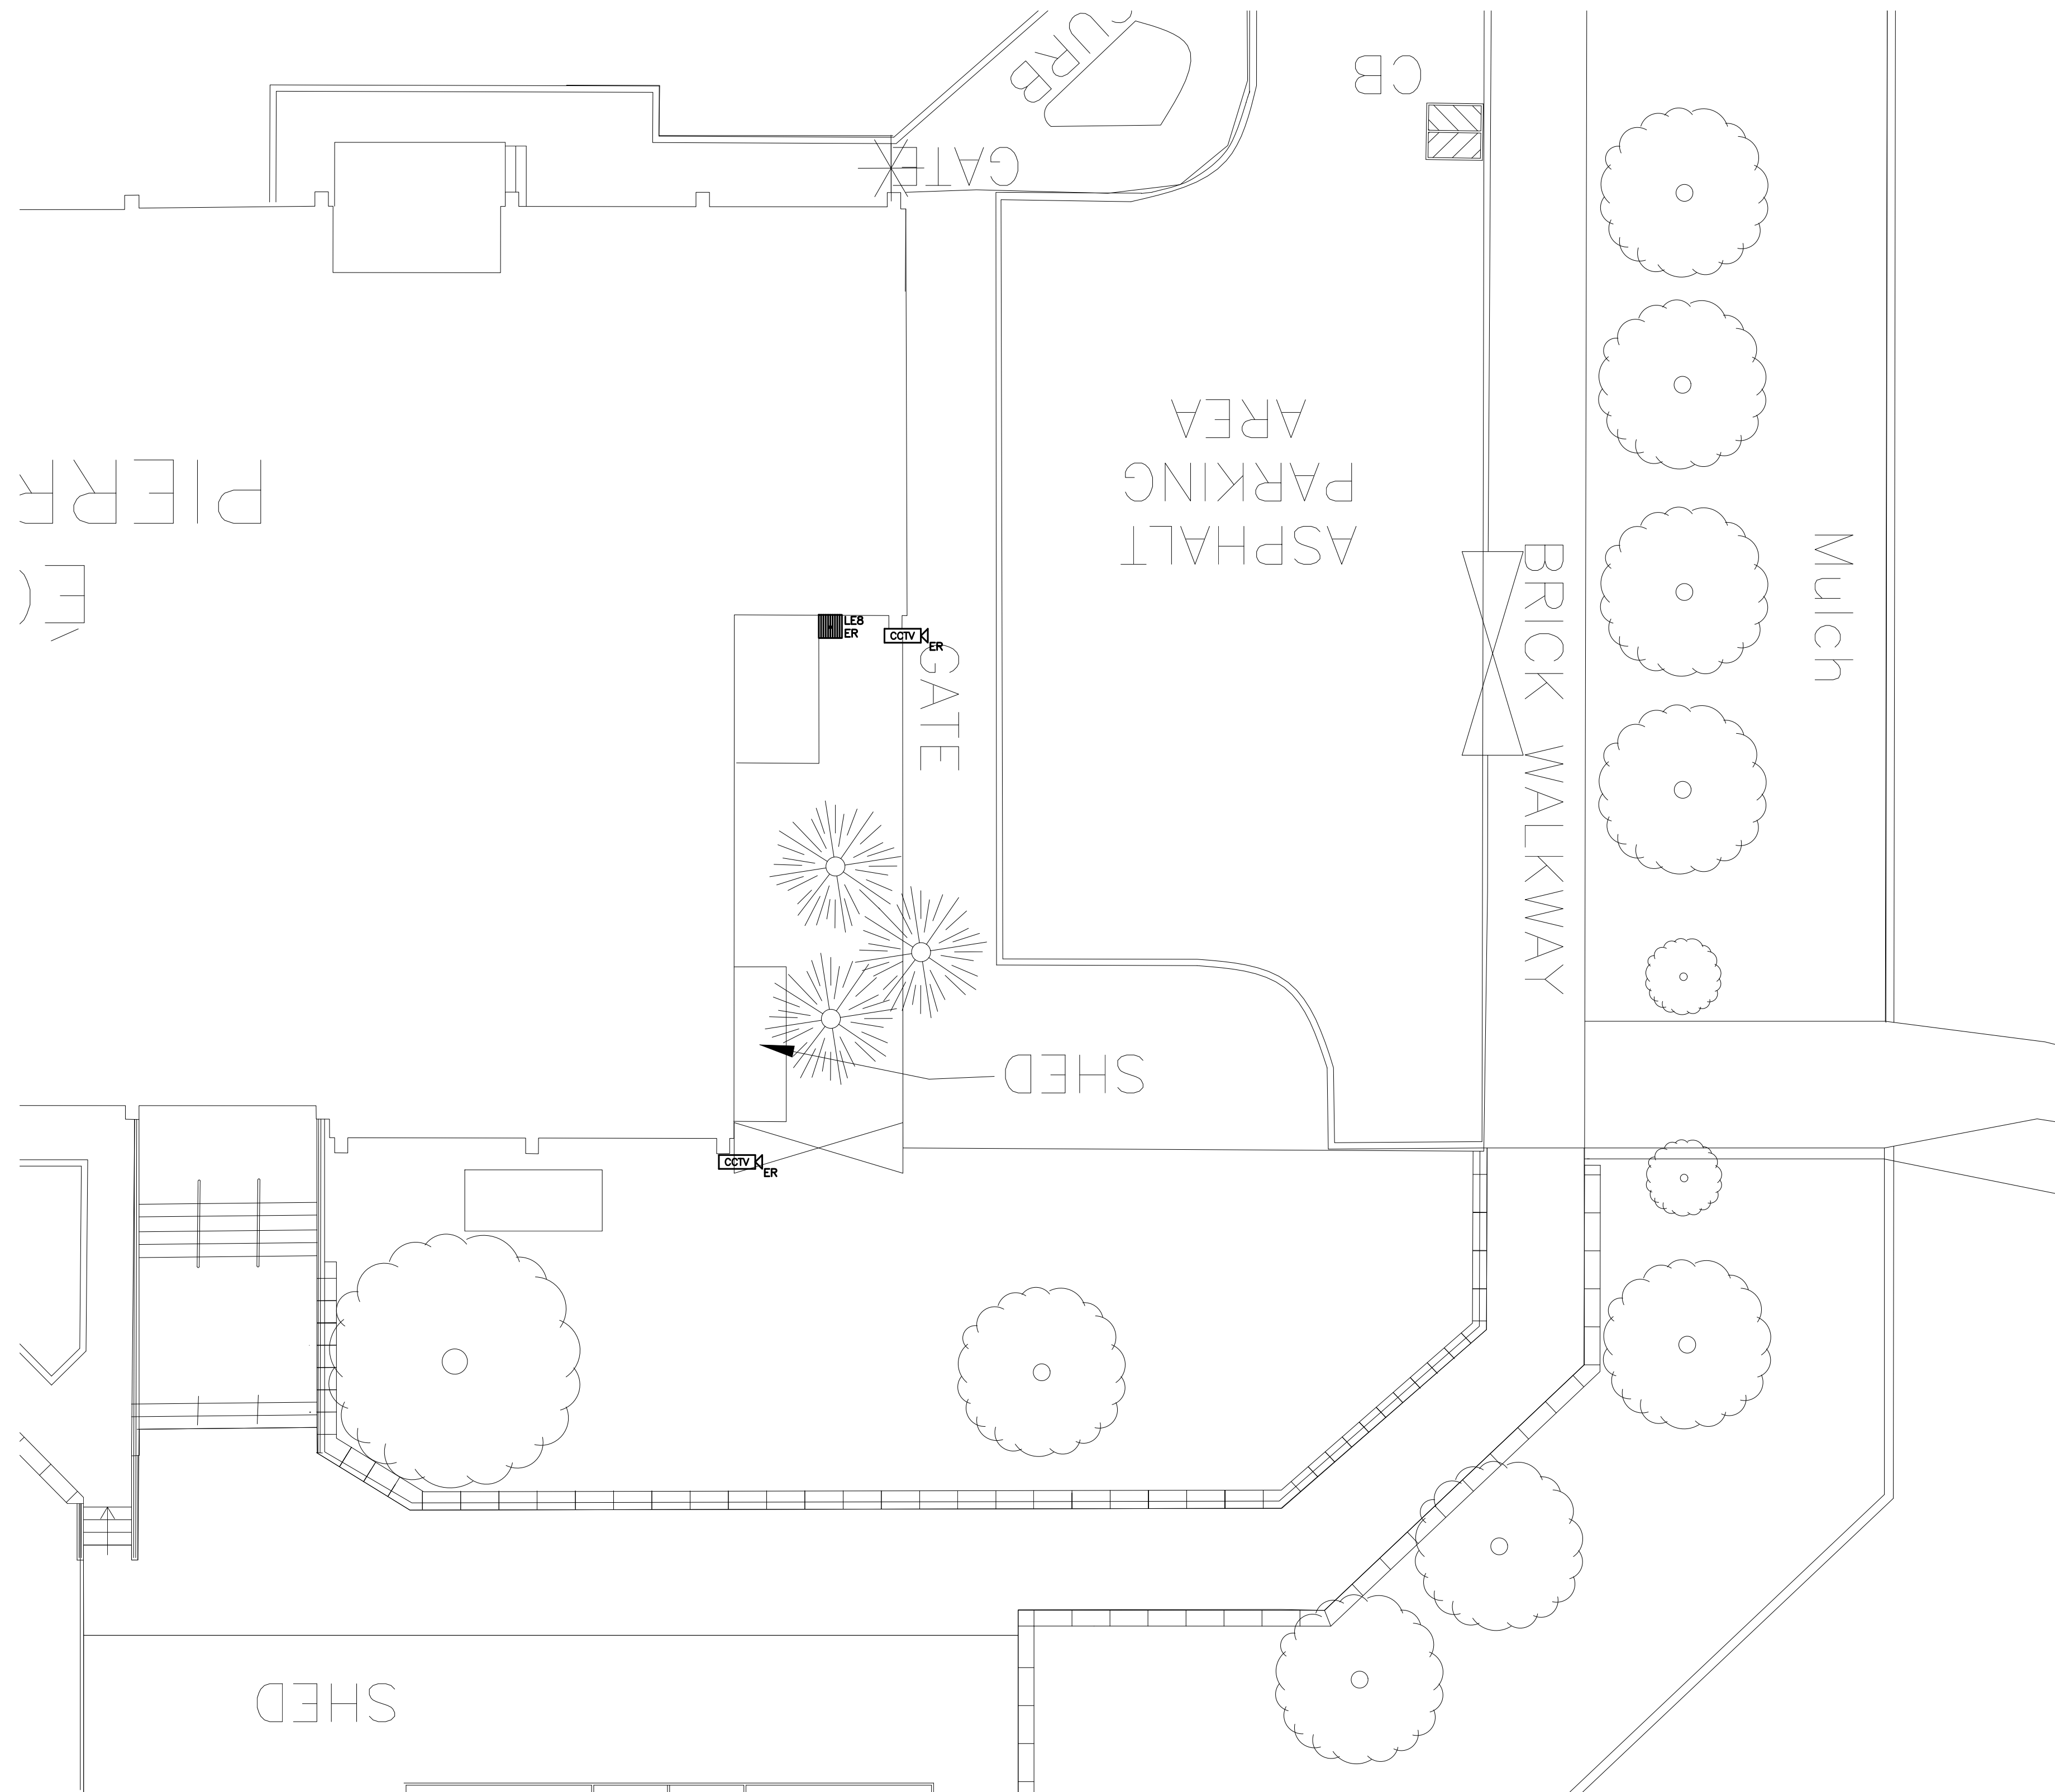 CURB
CB
GATE
ASPHALT
PARKING
AREA
PIERR
LE8
ER
CCTV
ER
GATE
BRICK WALKWAY
Mulch
SHED
CCTV
ER
SHED